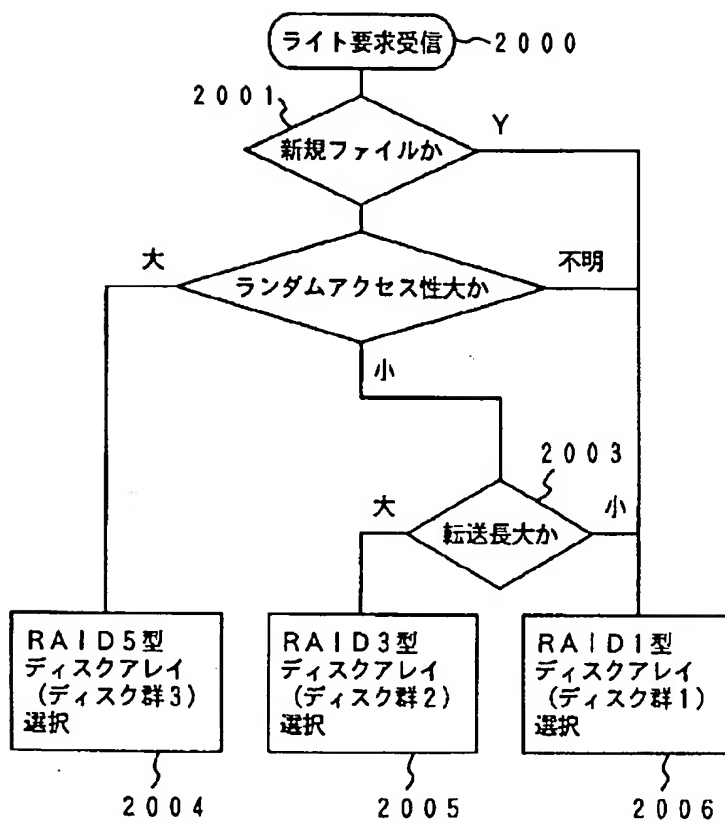 ライト要求受信
2000
2001
新規ファイルか
Y
大
ランダムアクセス性大か
不明
小
2003
大
転送長大か
小
RAID5型
ディスクアレイ
(ディスク群3)
選択
RAID3型
ディスクアレイ
(ディスク群2)
選択
RAID1型
ディスクアレイ
(ディスク群1)
選択
2004
2005
2006